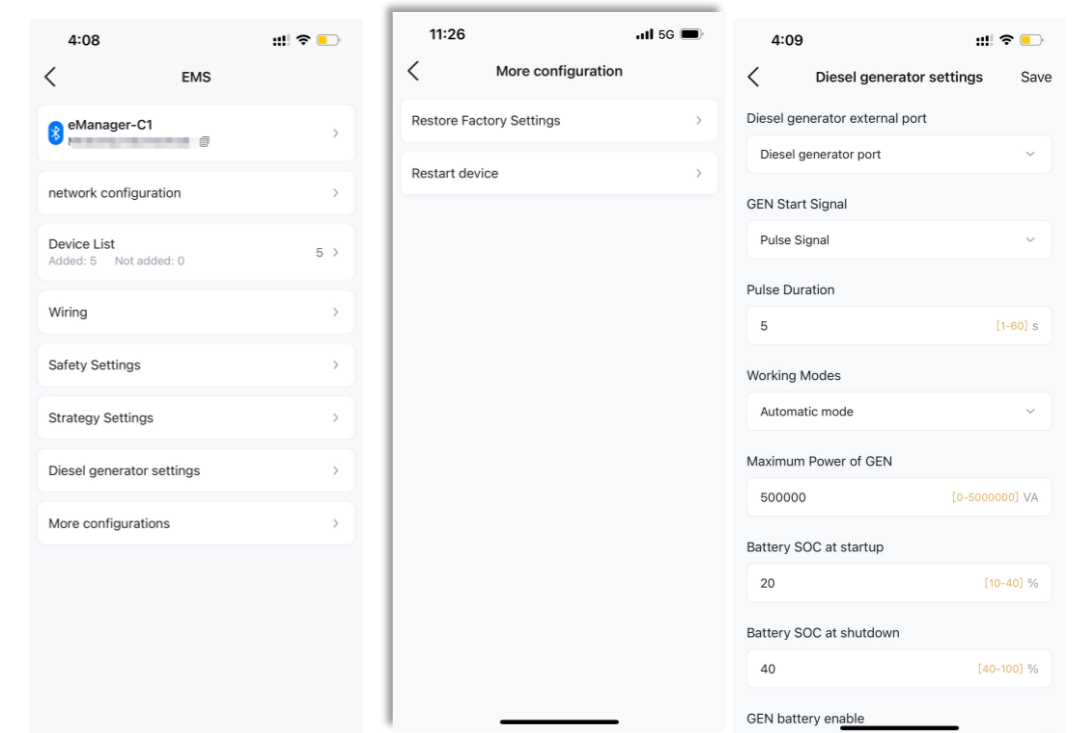 4:08
EMS
eManager-C1
network configuration
Device List
Added: 5 Not added: 0
5
Wiring
Safety Settings
Strategy Settings
Diesel generator settings
More configurations
11:26
5G
More configuration
Restore Factory Settings
Restart device
4:09
Diesel generator settings Save
Diesel generator external port
Diesel generator port
GEN Start Signal
Pulse Signal
Pulse Duration
5 [1-60] s
Working Modes
Automatic mode
Maximum Power of GEN
500000 [0-5000000] VA
Battery SOC at startup
20 [10-40] %
Battery SOC at shutdown
40 [40-100] %
GEN battery enable